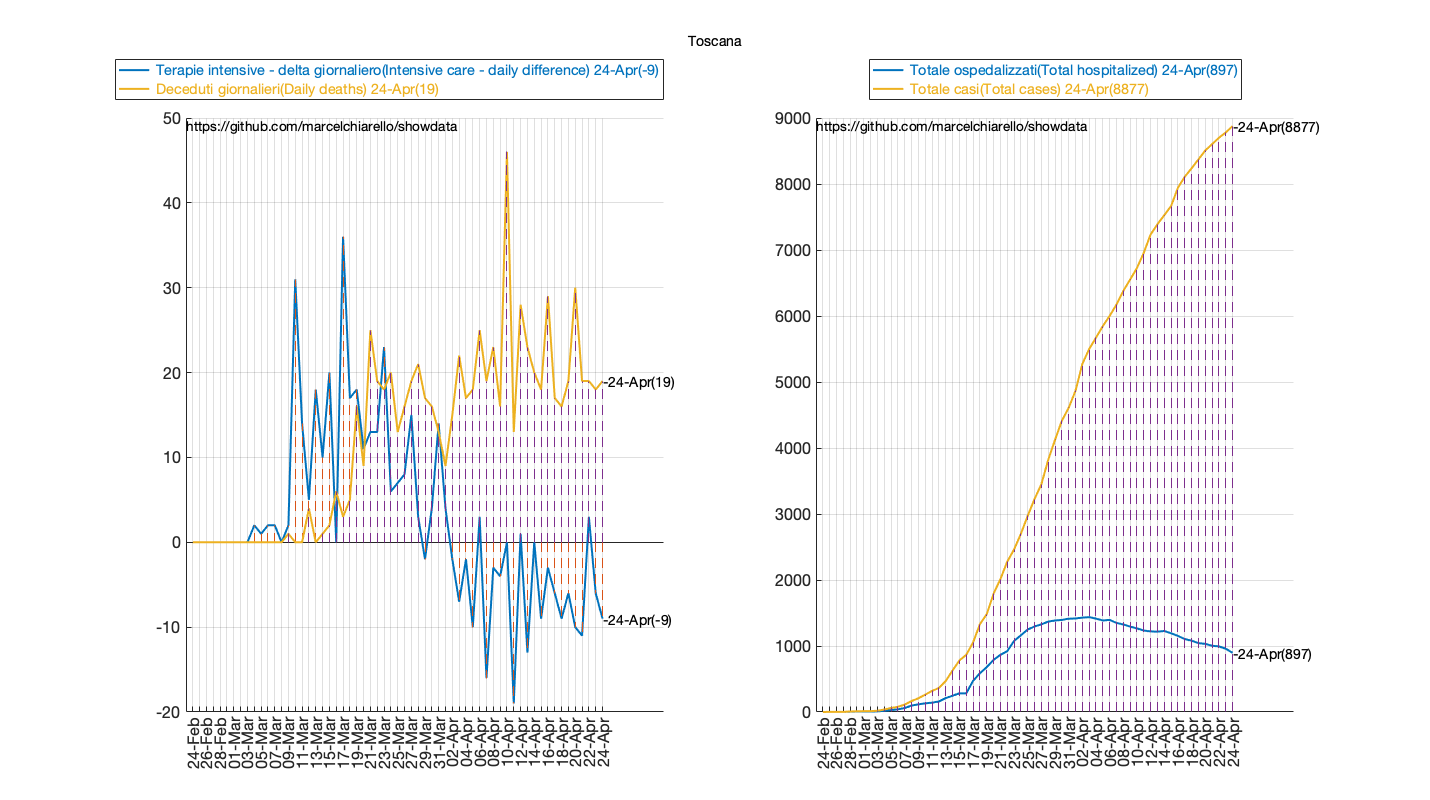 Toscana
Terapie intensive - delta giornaliero(Intensive care - daily difference) 24-Apr(-9)
Deceduti giornalieri(Daily deaths) 24-Apr(19)
https://github.com/marcelchiarello/showdata
50
40
30
20
10
0
-10
-20
-24-Apr(19)
-24-Apr(-9)
24-Feb
26-Feb
28-Feb
01-Mar
03-Mar
05-Mar
07-Mar
09-Mar
11-Mar
13-Mar
15-Mar
17-Mar
19-Mar
21-Mar
23-Mar
25-Mar
27-Mar
29-Mar
31-Mar
02-Apr
04-Apr
06-Apr
08-Apr
10-Apr
12-Apr
14-Apr
16-Apr
18-Apr
20-Apr
22-Apr
24-Apr
Totale ospedalizzati(Total hospitalized) 24-Apr(897)
Totale casi(Total cases) 24-Apr(8877)
https://github.com/marcelchiarello/showdata
9000
8000
7000
6000
5000
4000
3000
2000
1000
0
-24-Apr(8877)
-24-Apr(897)
24-Feb
26-Feb
28-Feb
01-Mar
03-Mar
05-Mar
07-Mar
09-Mar
11-Mar
13-Mar
15-Mar
17-Mar
19-Mar
21-Mar
23-Mar
25-Mar
27-Mar
29-Mar
31-Mar
02-Apr
04-Apr
06-Apr
08-Apr
10-Apr
12-Apr
14-Apr
16-Apr
18-Apr
20-Apr
22-Apr
24-Apr